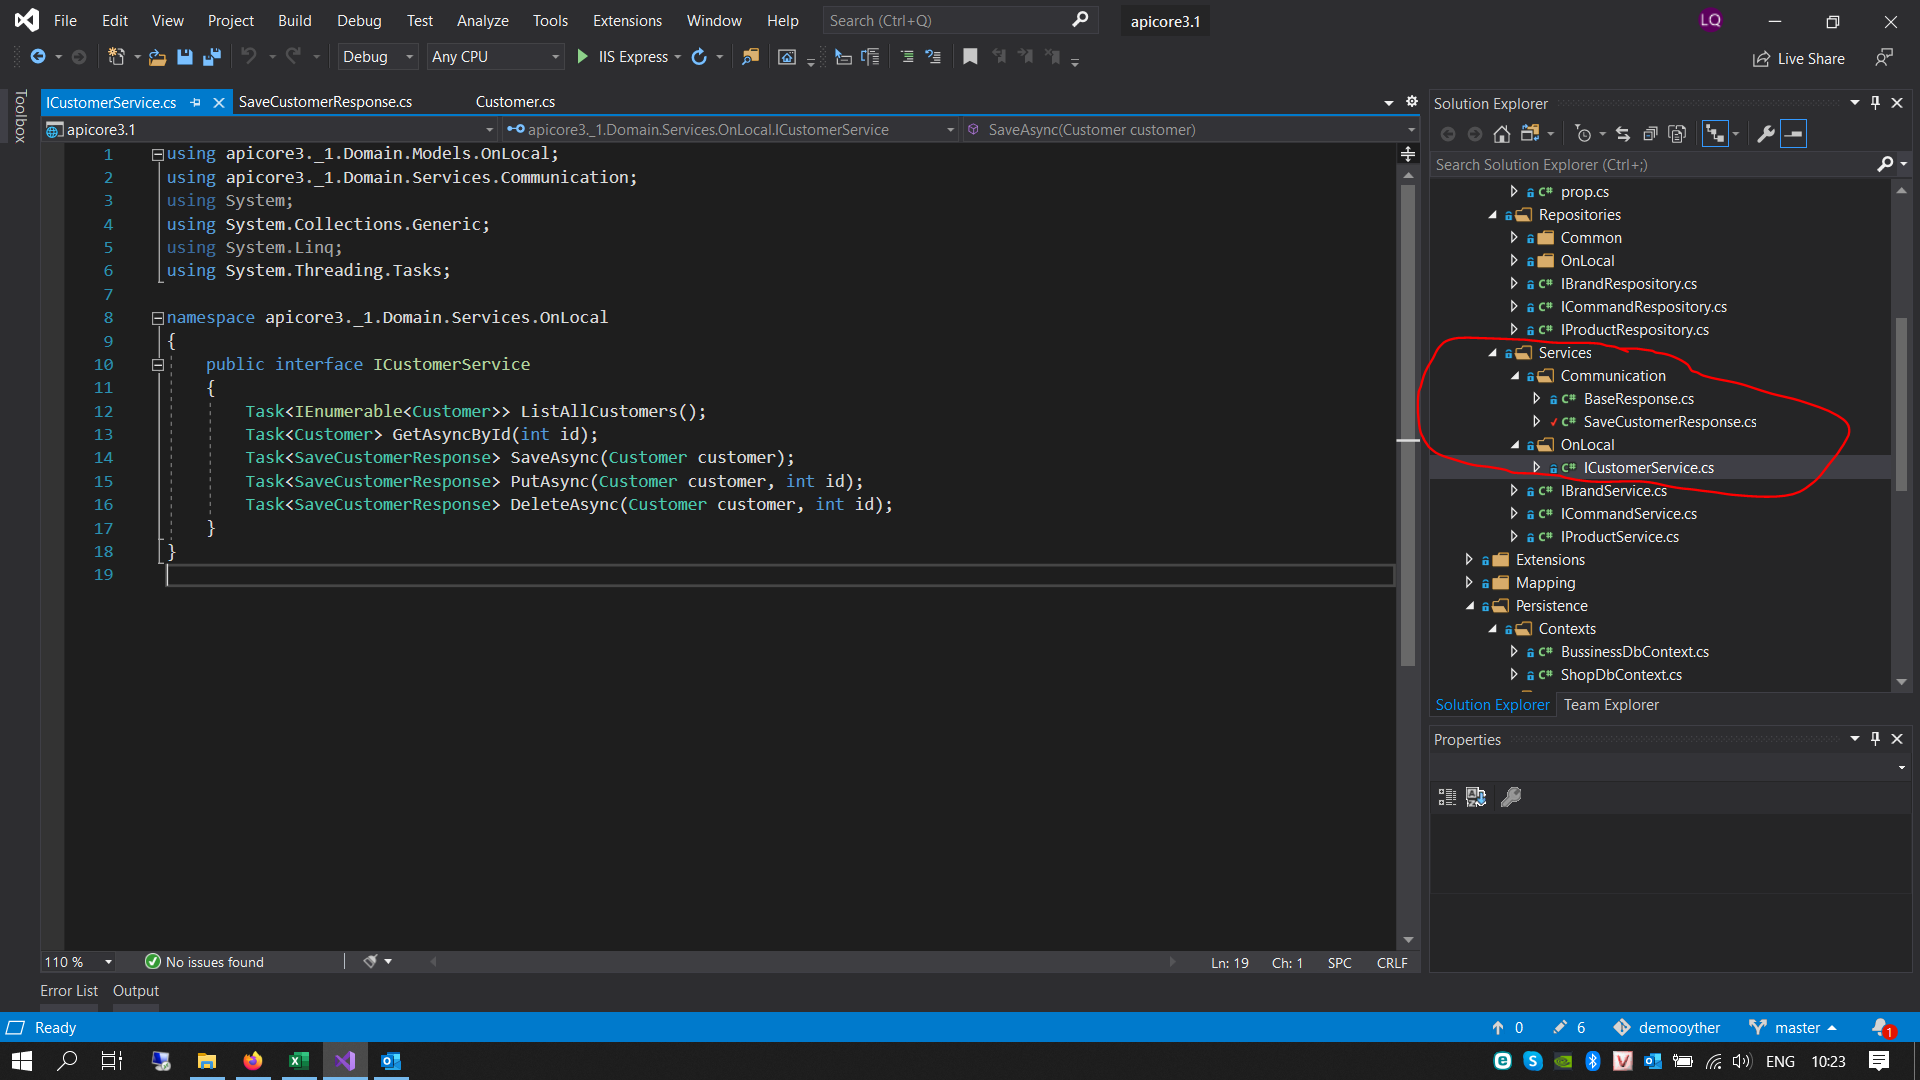 File Edit View Project Build Debug Test Analyze Tools Extensions Window Help Search (Ctrl+Q) apicore3.1 LQ
Debug Any CPU IIS Express Live Share
Toolbox
ICustomerService.cs SaveCustomerResponse.cs Customer.cs
apicore3.1 apicore3._1.Domain.Services.OnLocal.ICustomerService SaveAsync(Customer customer)
1 using apicore3._1.Domain.Models.OnLocal;
2 using apicore3._1.Domain.Services.Communication;
3 using System;
4 using System.Collections.Generic;
5 using System.Linq;
6 using System.Threading.Tasks;
7
8 namespace apicore3._1.Domain.Services.OnLocal
9 {
10 public interface ICustomerService
11 {
12 Task<IEnumerable<Customer>> ListAllCustomers();
13 Task<Customer> GetAsyncById(int id);
14 Task<SaveCustomerResponse> SaveAsync(Customer customer);
15 Task<SaveCustomerResponse> PutAsync(Customer customer, int id);
16 Task<SaveCustomerResponse> DeleteAsync(Customer customer, int id);
17 }
18 }
19
110 % No issues found Ln: 19 Ch: 1 SPC CRLF
Error List Output
Solution Explorer
Search Solution Explorer (Ctrl+;)
C# prop.cs
Repositories
Common
OnLocal
C# IBrandRespository.cs
C# ICommandRespository.cs
C# IProductRespository.cs
Services
Communication
C# BaseResponse.cs
C# SaveCustomerResponse.cs
OnLocal
C# ICustomerService.cs
C# IBrandService.cs
C# ICommandService.cs
C# IProductService.cs
Extensions
Mapping
Persistence
Contexts
C# BussinessDbContext.cs
C# ShopDbContext.cs
Solution Explorer Team Explorer
Properties
Ready 0 6 demooyther master 1
ENG 10:23